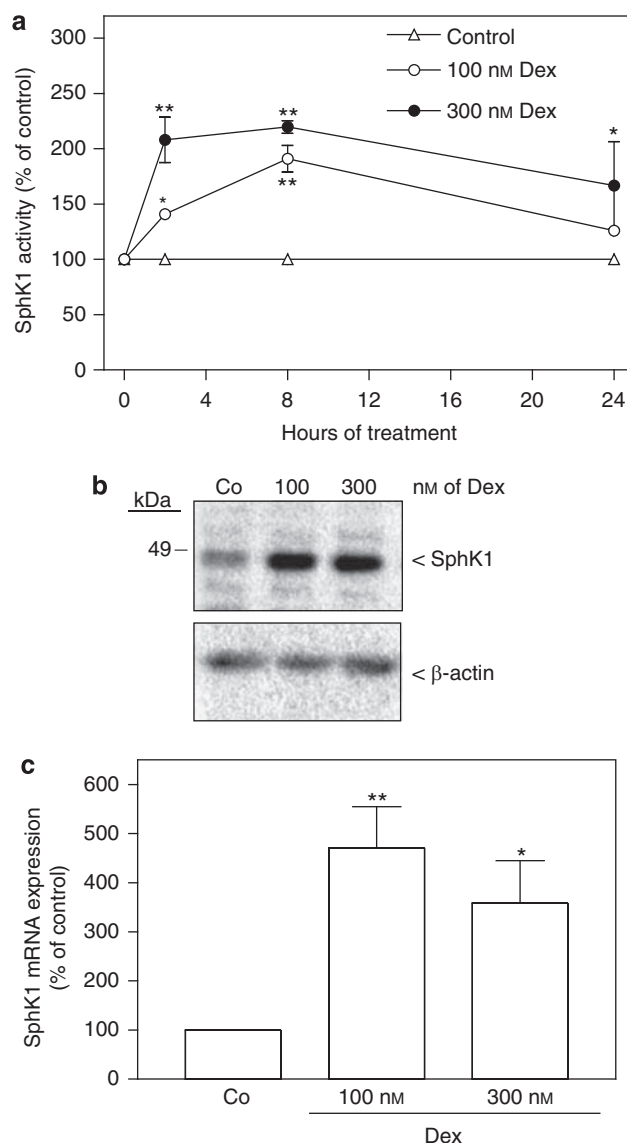 a
300
250
200
150
100
50
0
SphK1 activity (% of control)
Control
100 nM Dex
300 nM Dex
**
**
*
*
**
0 4 8 12 16 20 24
Hours of treatment
b
kDa
Co 100 300 nM of Dex
49
< SphK1
< β-actin
c
600
500
400
300
200
100
0
SphK1 mRNA expression
(% of control)
**
*
Co 100 nM 300 nM
Dex